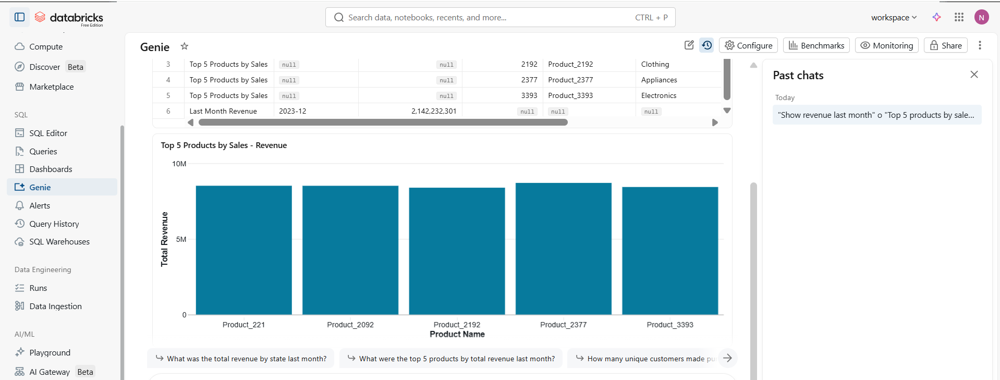 databricks
Free Edition
Search data, notebooks, recents, and more...
CTRL + P
workspace
N
Compute
Discover Beta
Marketplace
SQL
SQL Editor
Queries
Dashboards
Genie
Alerts
Query History
SQL Warehouses
Data Engineering
Runs
Data Ingestion
AI/ML
Playground
AI Gateway Beta
Genie
Configure
Benchmarks
Monitoring
Share
3 Top 5 Products by Sales null null 2192 Product_2192 Clothing
4 Top 5 Products by Sales null null 2377 Product_2377 Appliances
5 Top 5 Products by Sales null null 3393 Product_3393 Electronics
6 Last Month Revenue 2023-12 2,142,232,301 null null null
Top 5 Products by Sales - Revenue
10M
5M
0
Total Revenue
Product_221 Product_2092 Product_2192 Product_2377 Product_3393
Product Name
What was the total revenue by state last month?
What were the top 5 products by total revenue last month?
How many unique customers made
Past chats
Today
"Show revenue last month" o "Top 5 products by sale...